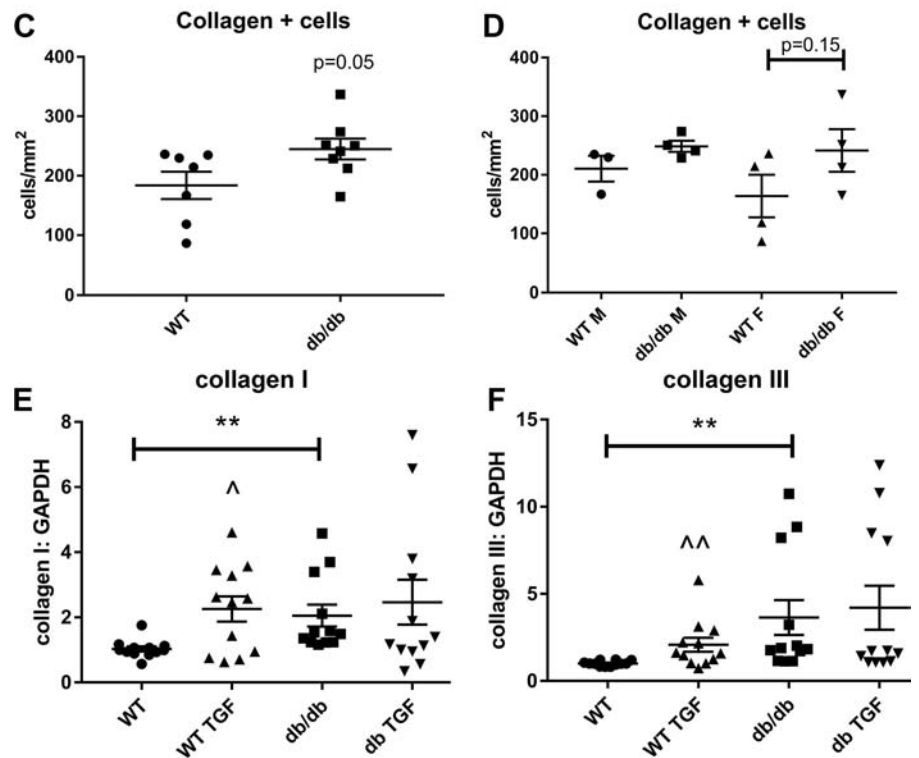 C
Collagen + cells
p=0.05
cells/mm²
400
300
200
100
0
WT
db/db
D
Collagen + cells
p=0.15
cells/mm²
400
300
200
100
0
WT M
db/db M
WT F
db/db F
E
collagen I
**
^
collagen I: GAPDH
8
6
4
2
0
WT
WT TGF
db/db
db TGF
F
collagen III
**
^^
collagen III: GAPDH
15
10
5
0
WT
WT TGF
db/db
db TGF